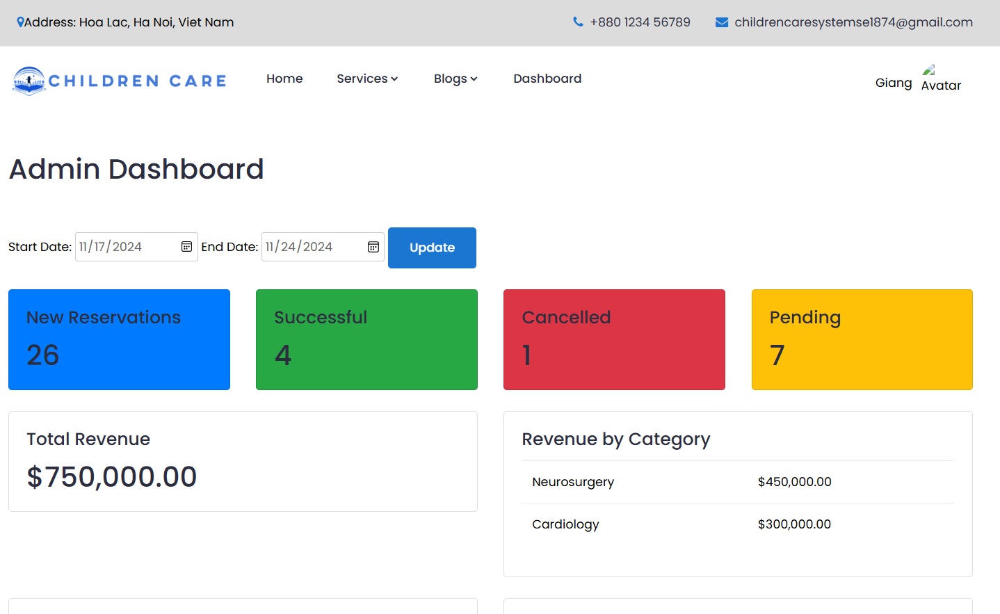 Address: Hoa Lac, Ha Noi, Viet Nam
+880 1234 56789
childrencaresystemse1874@gmail.com
CHILDREN CARE
Home
Services
Blogs
Dashboard
Giang
Avatar
Admin Dashboard
Start Date: 11/17/2024 End Date: 11/24/2024 Update
New Reservations
26
Successful
4
Cancelled
1
Pending
7
Total Revenue
$750,000.00
Revenue by Category
Neurosurgery $450,000.00
Cardiology $300,000.00